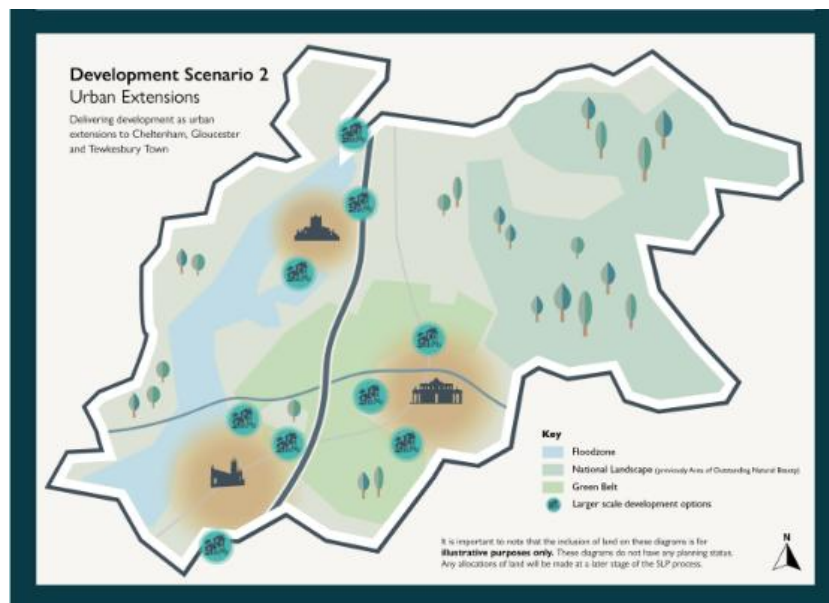 Development Scenario 2
Urban Extensions
Delivering development as urban
extensions to Cheltenham, Gloucester
and Tewkesbury Town
Key
Floodzone
National Landscape (previously Area of Outstanding Natural Beauty)
Green Belt
Larger scale development options
It is important to note that the inclusion of land on these diagrams is for
illustrative purposes only. These diagrams do not have any planning status.
Any allocations of land will be made at a later stage of the SLP process.
N